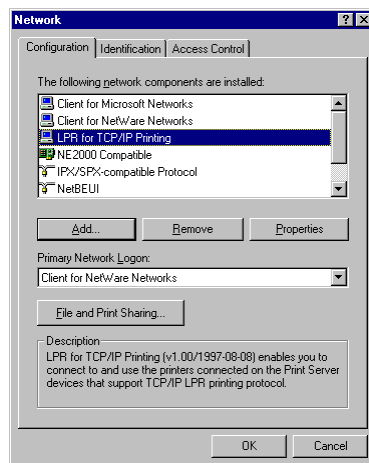 Network
Configuration Identification Access Control
The following network components are installed:
Client for Microsoft Networks
Client for NetWare Networks
LPR for TCP/IP Printing
NE2000 Compatible
IPX/SPX-compatible Protocol
NetBEUI
Add... Remove Properties
Primary Network Logon:
Client for NetWare Networks
File and Print Sharing...
Description
LPR for TCP/IP Printing (v1.00/1997-08-08) enables you to
connect to and use the printers connected on the Print Server
devices that support TCP/IP LPR printing protocol.
OK Cancel